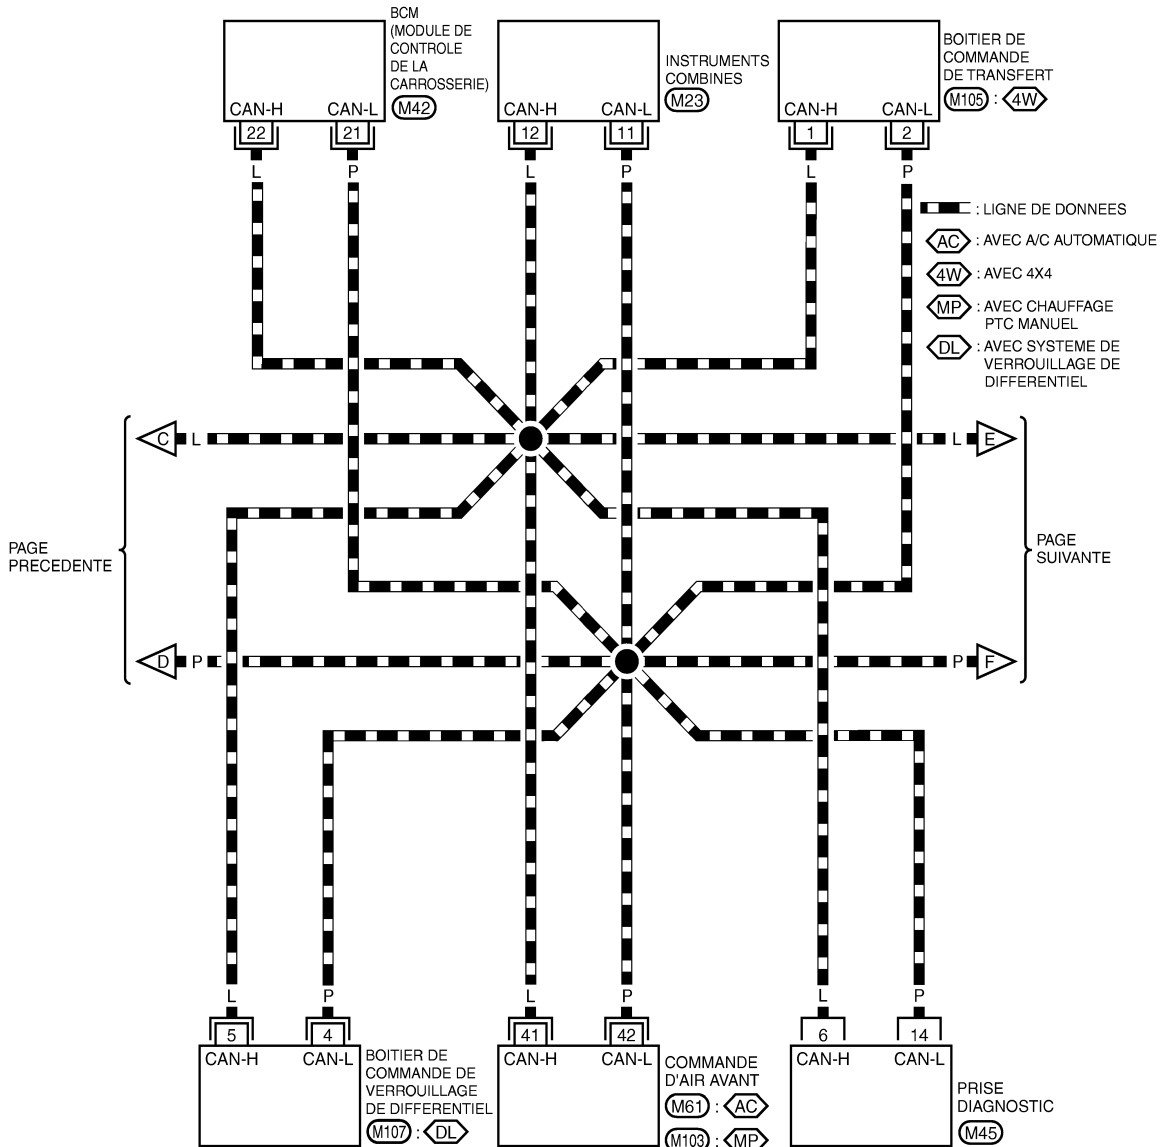 BCM
(MODULE DE
CONTROLE
DE LA
CARROSSERIE)
M42
CAN-H CAN-L
22 21
L P
INSTRUMENTS
COMBINES
M23
CAN-H CAN-L
12 11
L P
BOITIER DE
COMMANDE
DE TRANSFERT
M105 : 4W
CAN-H CAN-L
1 2
L P
: LIGNE DE DONNEES
AC : AVEC A/C AUTOMATIQUE
4W : AVEC 4X4
MP : AVEC CHAUFFAGE
PTC MANUEL
DL : AVEC SYSTEME DE
VERROUILLAGE DE
DIFFERENTIEL
C L L E
PAGE
PRECEDENTE
PAGE
SUIVANTE
D P P F
L P
5 4
CAN-H CAN-L
BOITIER DE
COMMANDE DE
VERROUILLAGE
DE DIFFERENTIEL
M107 : DL
L P
41 42
CAN-H CAN-L
COMMANDE
D'AIR AVANT
M61 : AC
M103 : MP
L P
6 14
CAN-H CAN-L
PRISE
DIAGNOSTIC
M45